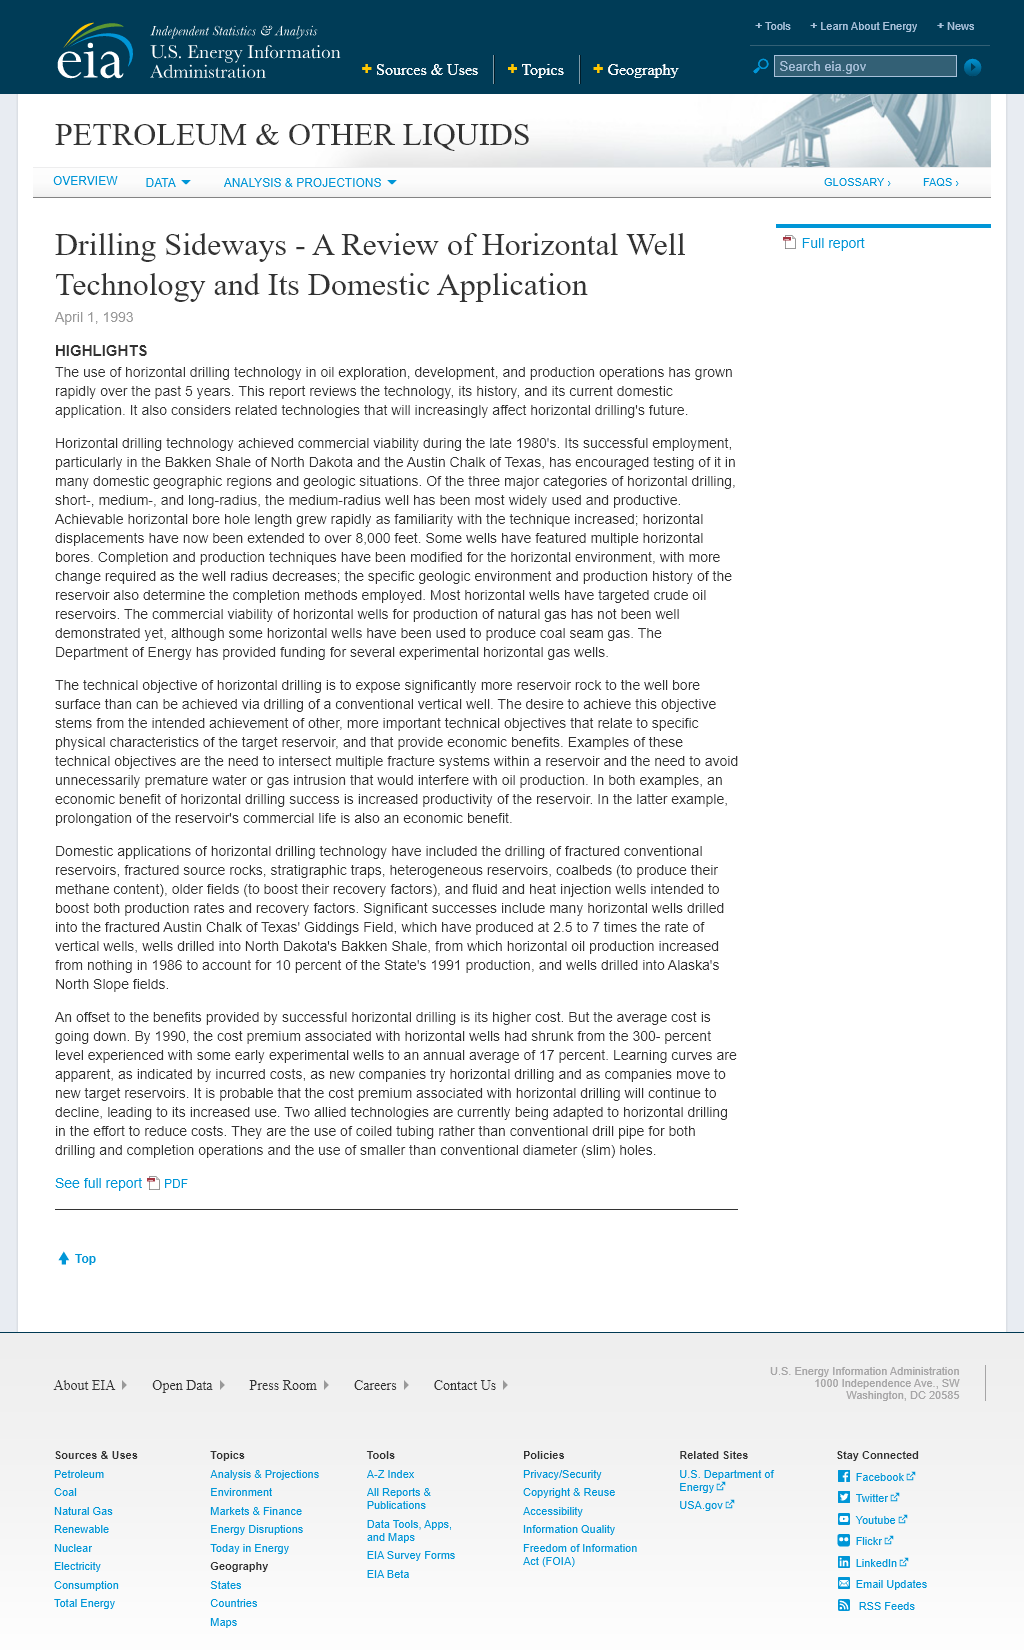 eia
Independent Statistics & Analysis
U.S. Energy Information
Administration
+ Sources & Uses
+ Topics
+ Geography
+ Tools
+ Learn About Energy
+ News
Search eia.gov
PETROLEUM & OTHER LIQUIDS
OVERVIEW
DATA
ANALYSIS & PROJECTIONS
GLOSSARY ›
FAQS ›
Drilling Sideways - A Review of Horizontal Well
Technology and Its Domestic Application
April 1, 1993
Full report
HIGHLIGHTS
The use of horizontal drilling technology in oil exploration, development, and production operations has grown
rapidly over the past 5 years. This report reviews the technology, its history, and its current domestic
application. It also considers related technologies that will increasingly affect horizontal drilling's future.
Horizontal drilling technology achieved commercial viability during the late 1980's. Its successful employment,
particularly in the Bakken Shale of North Dakota and the Austin Chalk of Texas, has encouraged testing of it in
many domestic geographic regions and geologic situations. Of the three major categories of horizontal drilling,
short-, medium-, and long-radius, the medium-radius well has been most widely used and productive.
Achievable horizontal bore hole length grew rapidly as familiarity with the technique increased; horizontal
displacements have now been extended to over 8,000 feet. Some wells have featured multiple horizontal
bores. Completion and production techniques have been modified for the horizontal environment, with more
change required as the well radius decreases; the specific geologic environment and production history of the
reservoir also determine the completion methods employed. Most horizontal wells have targeted crude oil
reservoirs. The commercial viability of horizontal wells for production of natural gas has not been well
demonstrated yet, although some horizontal wells have been used to produce coal seam gas. The
Department of Energy has provided funding for several experimental horizontal gas wells.
The technical objective of horizontal drilling is to expose significantly more reservoir rock to the well bore
surface than can be achieved via drilling of a conventional vertical well. The desire to achieve this objective
stems from the intended achievement of other, more important technical objectives that relate to specific
physical characteristics of the target reservoir, and that provide economic benefits. Examples of these
technical objectives are the need to intersect multiple fracture systems within a reservoir and the need to avoid
unnecessarily premature water or gas intrusion that would interfere with oil production. In both examples, an
economic benefit of horizontal drilling success is increased productivity of the reservoir. In the latter example,
prolongation of the reservoir's commercial life is also an economic benefit.
Domestic applications of horizontal drilling technology have included the drilling of fractured conventional
reservoirs, fractured source rocks, stratigraphic traps, heterogeneous reservoirs, coalbeds (to produce their
methane content), older fields (to boost their recovery factors), and fluid and heat injection wells intended to
boost both production rates and recovery factors. Significant successes include many horizontal wells drilled
into the fractured Austin Chalk of Texas' Giddings Field, which have produced at 2.5 to 7 times the rate of
vertical wells, wells drilled into North Dakota's Bakken Shale, from which horizontal oil production increased
from nothing in 1986 to account for 10 percent of the State's 1991 production, and wells drilled into Alaska's
North Slope fields.
An offset to the benefits provided by successful horizontal drilling is its higher cost. But the average cost is
going down. By 1990, the cost premium associated with horizontal wells had shrunk from the 300- percent
level experienced with some early experimental wells to an annual average of 17 percent. Learning curves are
apparent, as indicated by incurred costs, as new companies try horizontal drilling and as companies move to
new target reservoirs. It is probable that the cost premium associated with horizontal drilling will continue to
decline, leading to its increased use. Two allied technologies are currently being adapted to horizontal drilling
in the effort to reduce costs. They are the use of coiled tubing rather than conventional drill pipe for both
drilling and completion operations and the use of smaller than conventional diameter (slim) holes.
See full report PDF
Top
About EIA
Open Data
Press Room
Careers
Contact Us
U.S. Energy Information Administration
1000 Independence Ave., SW
Washington, DC 20585
Sources & Uses
Petroleum
Coal
Natural Gas
Renewable
Nuclear
Electricity
Consumption
Total Energy
Topics
Analysis & Projections
Environment
Markets & Finance
Energy Disruptions
Today in Energy
Geography
States
Countries
Maps
Tools
A-Z Index
All Reports &
Publications
Data Tools, Apps,
and Maps
EIA Survey Forms
EIA Beta
Policies
Privacy/Security
Copyright & Reuse
Accessibility
Information Quality
Freedom of Information
Act (FOIA)
Related Sites
U.S. Department of
Energy
USA.gov
Stay Connected
Facebook
Twitter
Youtube
Flickr
LinkedIn
Email Updates
RSS Feeds